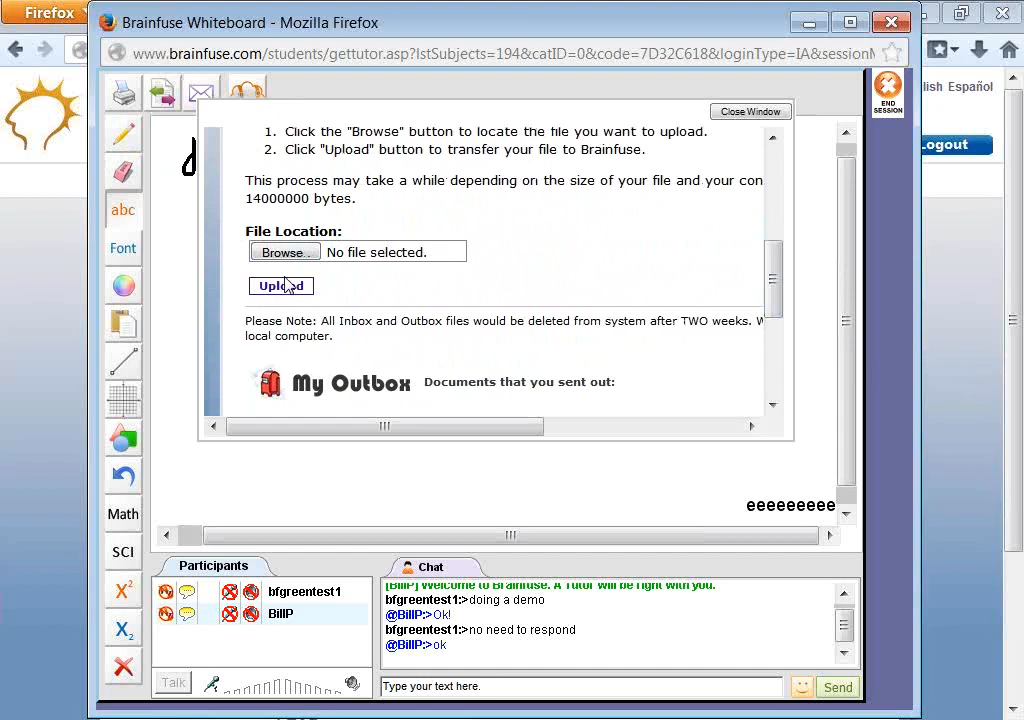 Firefox
Brainfuse Whiteboard - Mozilla Firefox
www.brainfuse.com/students/gettutor.asp?lstSubjects=194&catID=0&code=7D32C618&loginType=IA&session
Close Window
END
SESSION
lish Español
Logout
1. Click the "Browse" button to locate the file you want to upload.
2. Click "Upload" button to transfer your file to Brainfuse.
This process may take a while depending on the size of your file and your con
14000000 bytes.
File Location:
Browse.. No file selected.
Upload
Please Note: All Inbox and Outbox files would be deleted from system after TWO weeks. W
local computer.
My Outbox Documents that you sent out:
abc
Font
Math
SCI
X²
X₂
eeeeeeeee
Participants
bfgreentest1
BillP
Talk
Chat
[BillP] Welcome to Brainfuse. A Tutor will be right with you.
bfgreentest1:>doing a demo
@BillP:>Ok!
bfgreentest1:>no need to respond
@BillP:>ok
Type your text here.
Send